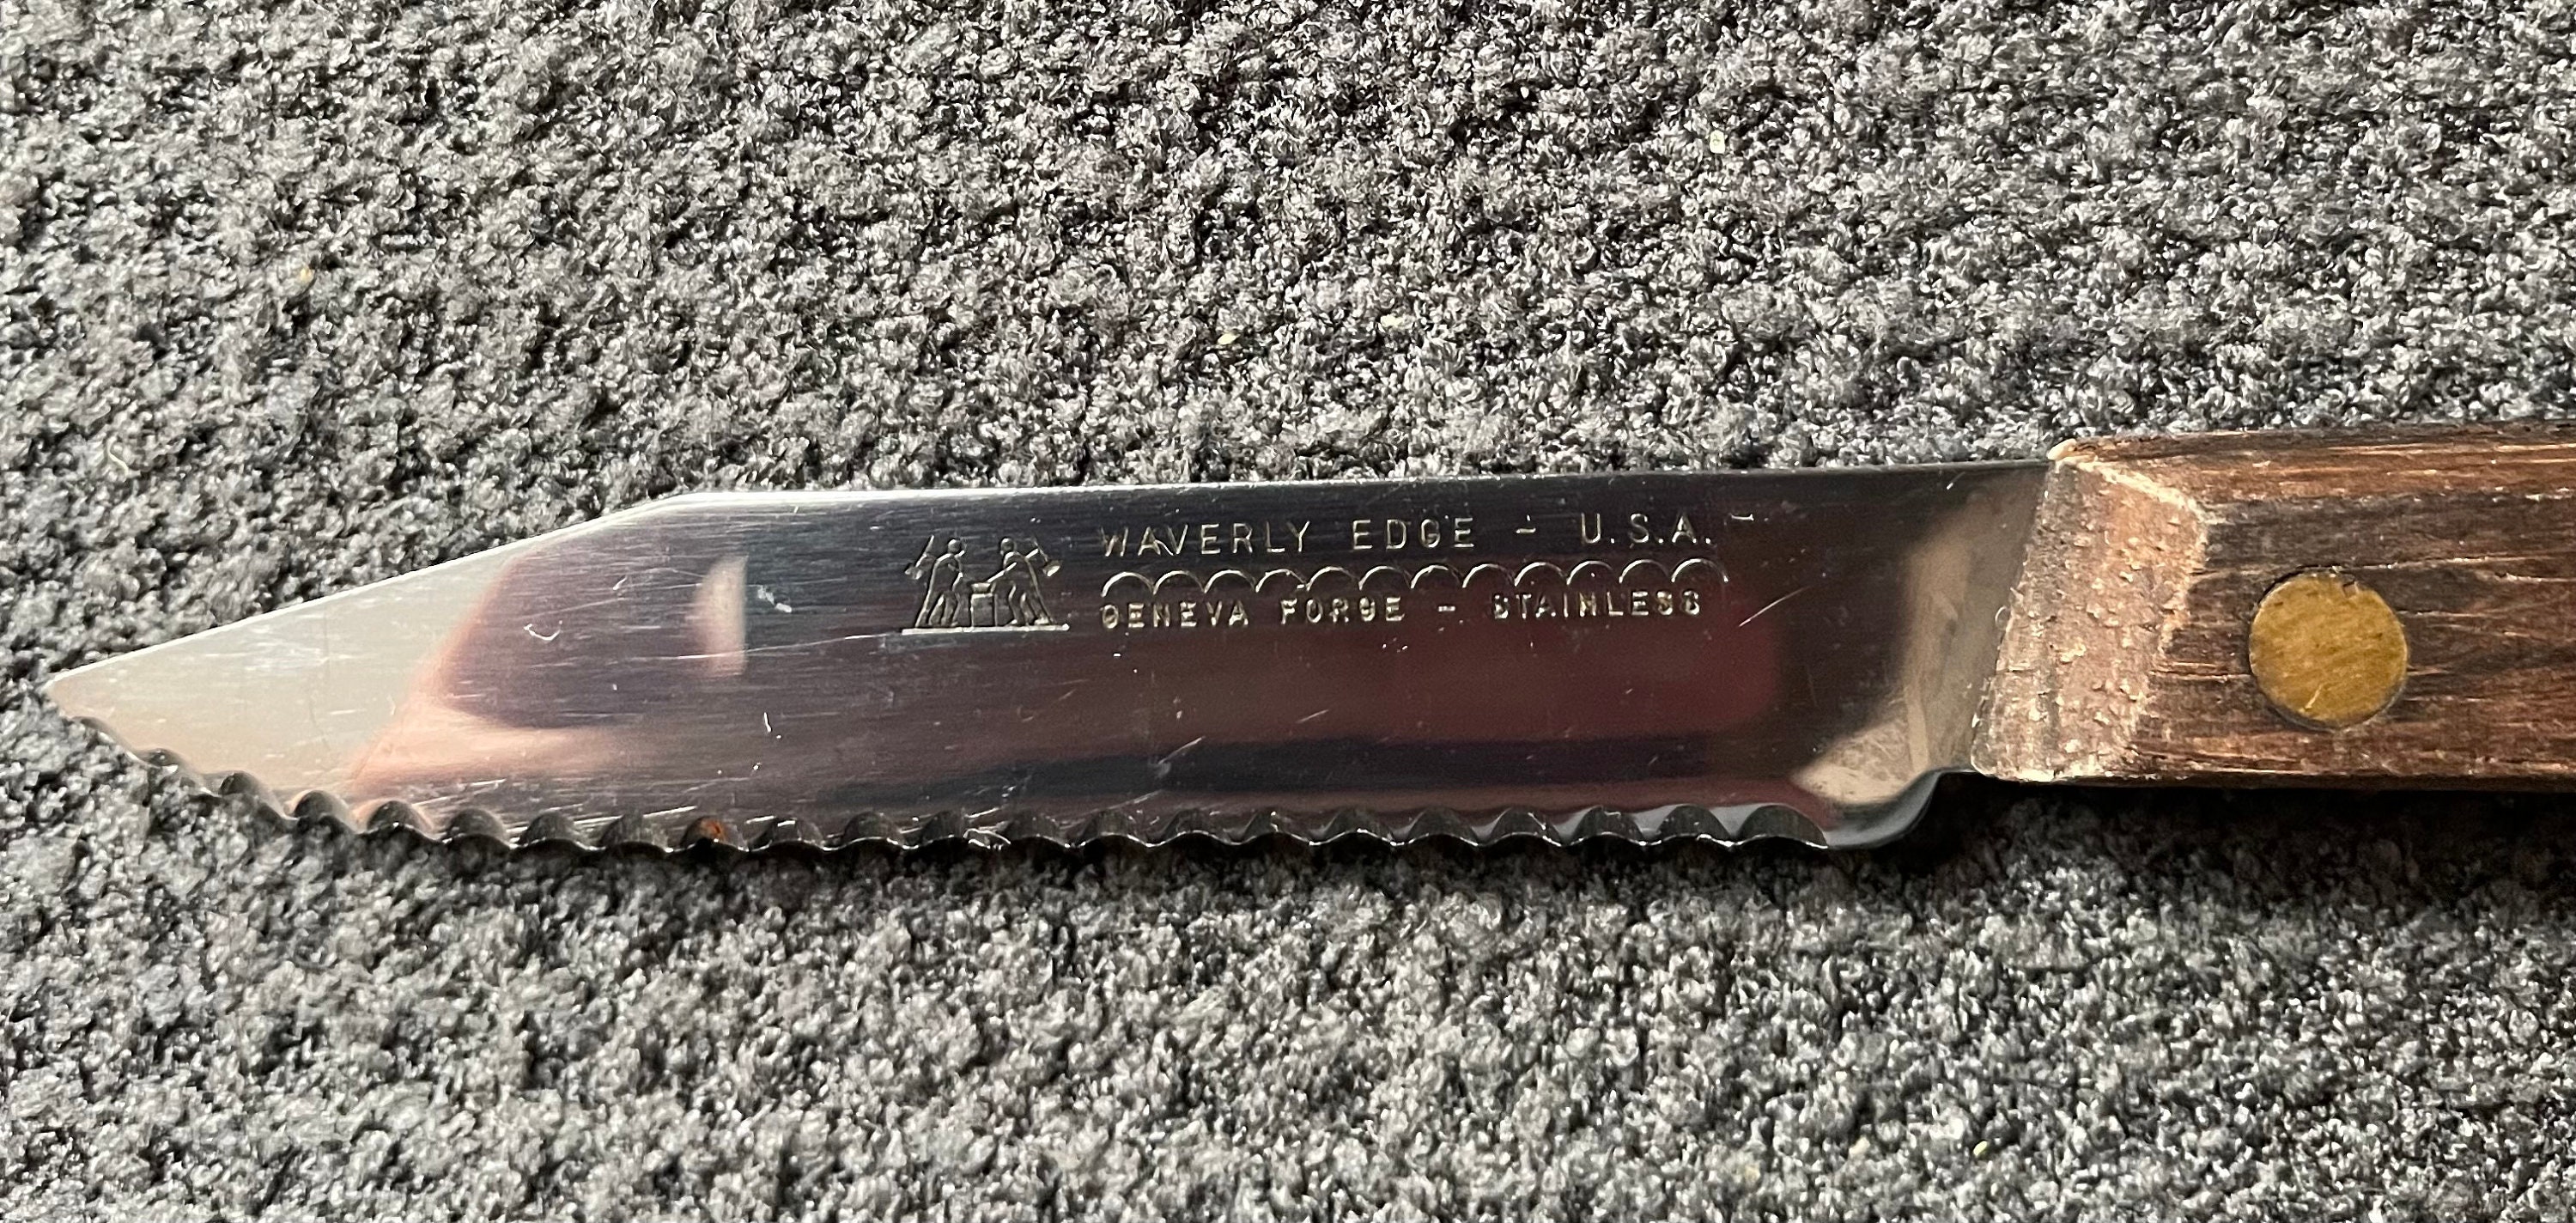 WAVERLY EDGE - U.S.A.
GENEVA FORGE - STAINLESS